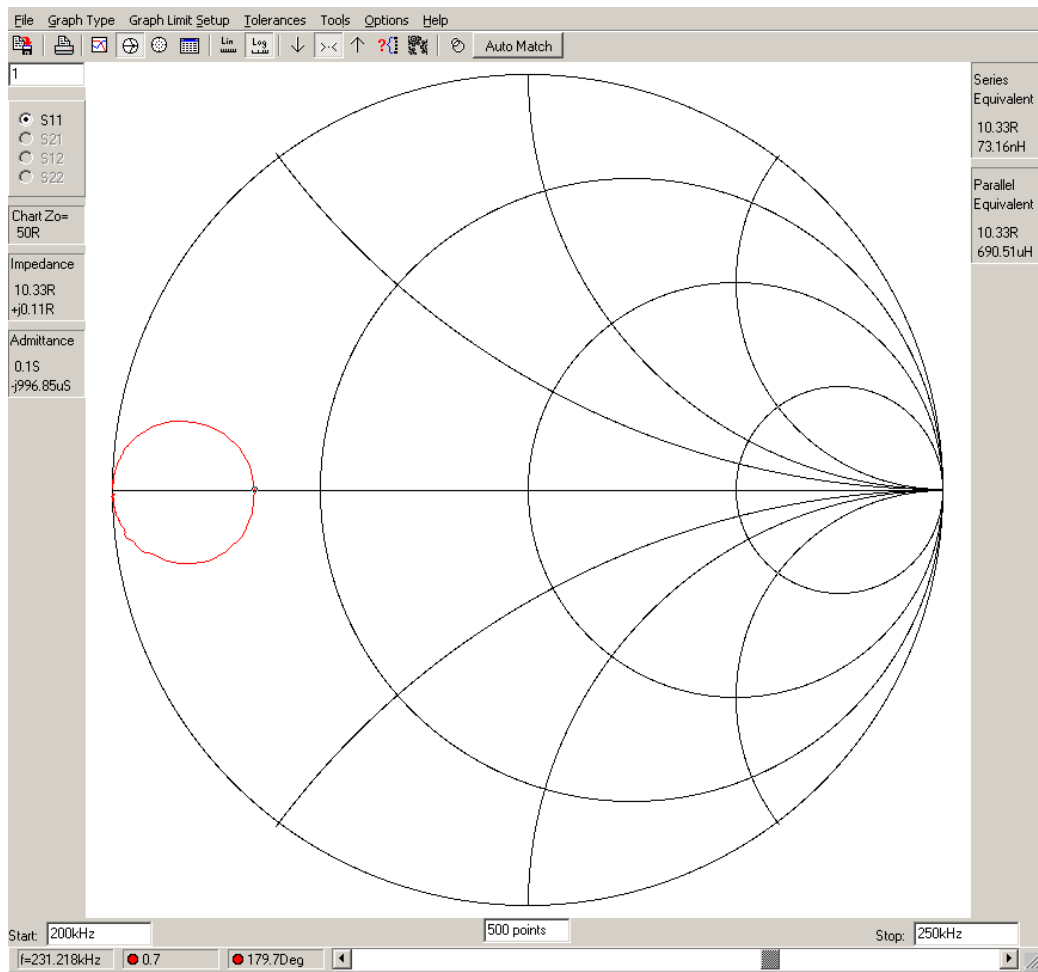 File Graph Type Graph Limit Setup Tolerances Tools Options Help
Lin Log ?{ Auto Match
1
S11
S21
S12
S22
Chart Zo=
50R
Impedance
10.33R
+j0.11R
Admittance
0.1S
-j996.85uS
Series
Equivalent
10.33R
73.16nH
Parallel
Equivalent
10.33R
690.51uH
Start: 200kHz 500 points Stop: 250kHz
f=231.218kHz 0.7 179.7Deg